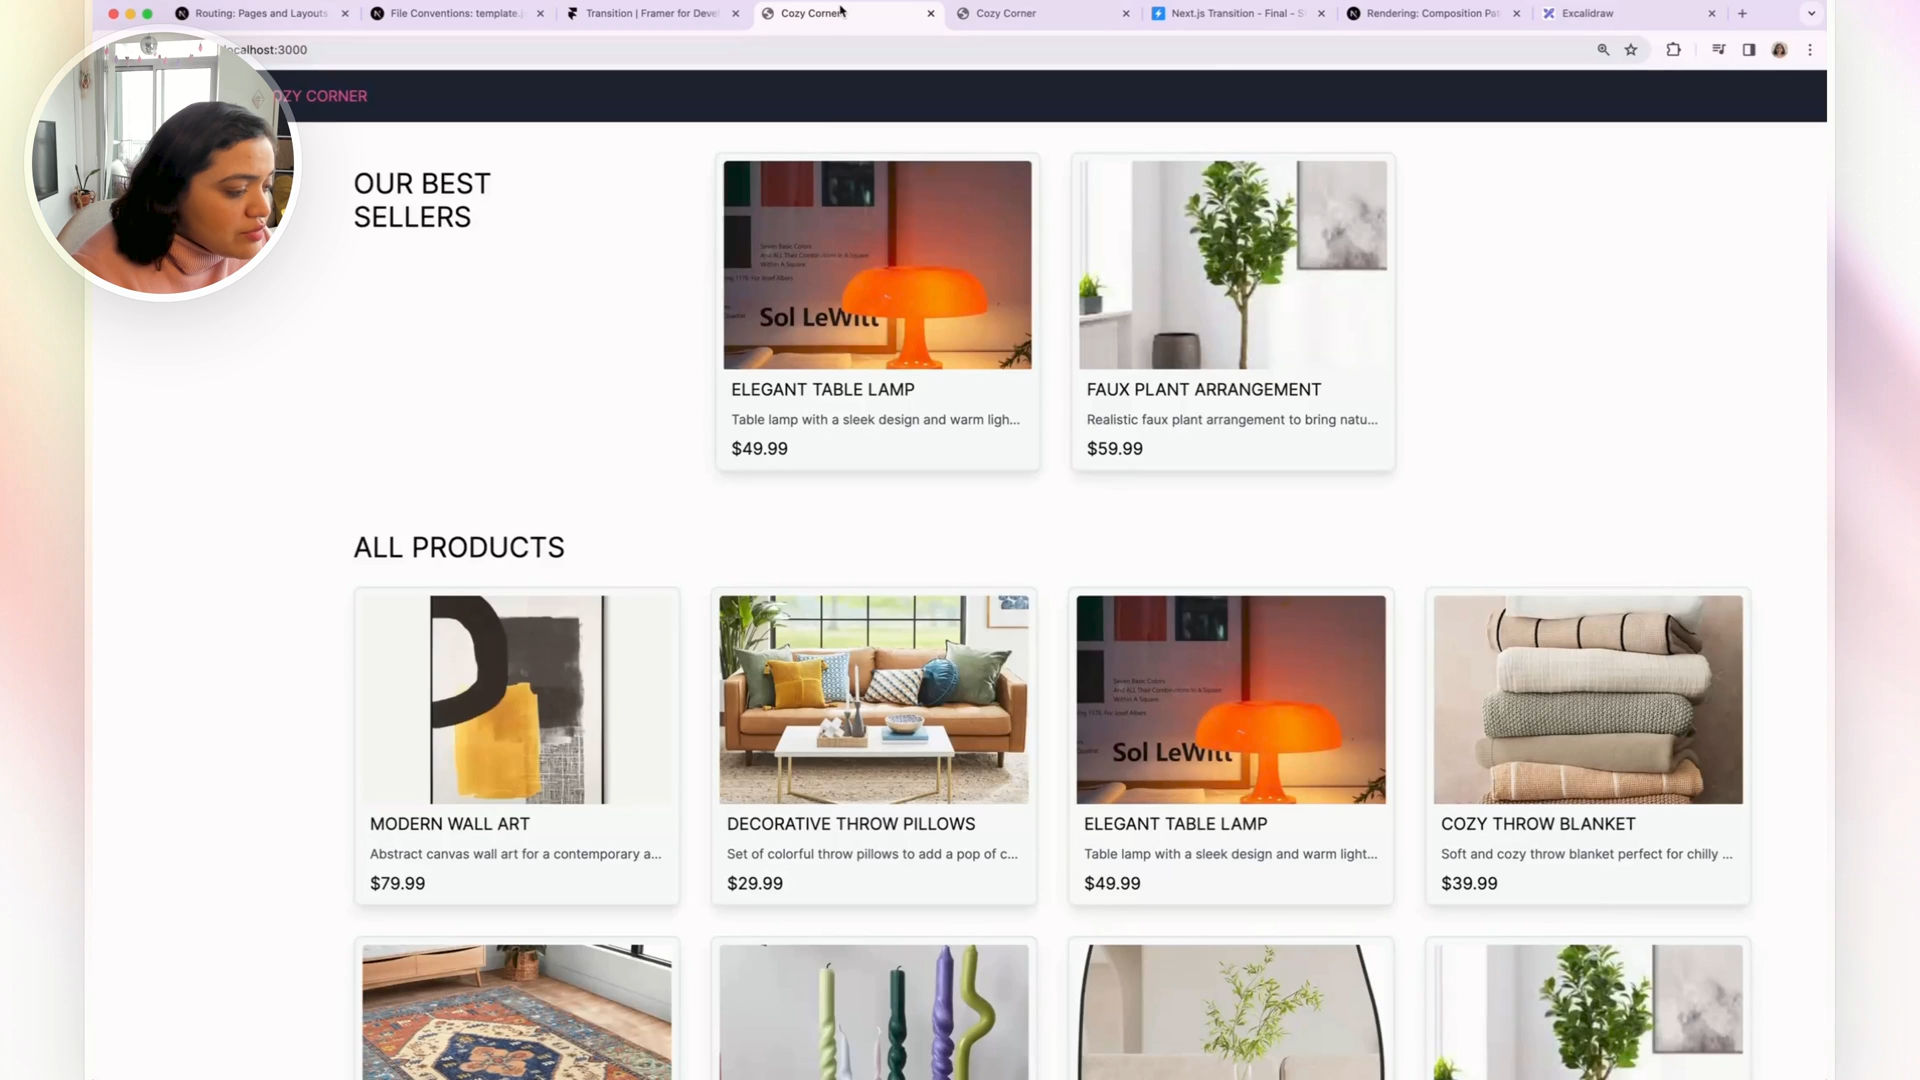 Routing: Pages and Layouts
File Conventions: template.j
Transition | Framer for Deve
Cozy Corner
Cozy Corner
Next.js Transition - Final - S
Rendering: Composition Pat
Excalidraw
localhost:3000
OZY CORNER
OUR BEST
SELLERS
Sol LeWitt
ELEGANT TABLE LAMP
Table lamp with a sleek design and warm ligh...
$49.99
FAUX PLANT ARRANGEMENT
Realistic faux plant arrangement to bring natu...
$59.99
ALL PRODUCTS
MODERN WALL ART
Abstract canvas wall art for a contemporary a...
$79.99
DECORATIVE THROW PILLOWS
Set of colorful throw pillows to add a pop of c...
$29.99
Sol LeWitt
ELEGANT TABLE LAMP
Table lamp with a sleek design and warm light...
$49.99
COZY THROW BLANKET
Soft and cozy throw blanket perfect for chilly ...
$39.99